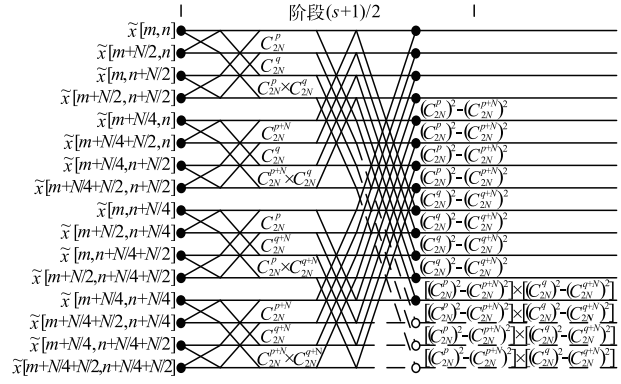 阶段(s+1)/2
x̃[m,n]
x̃[m+N/2,n]
x̃[m,n+N/2]
x̃[m+N/2,n+N/2]
x̃[m+N/4,n]
x̃[m+N/4+N/2,n]
x̃[m+N/4,n+N/2]
x̃[m+N/4+N/2,n+N/2]
x̃[m,n+N/4]
x̃[m+N/2,n+N/4]
x̃[m,n+N/4+N/2]
x̃[m+N/2,n+N/4+N/2]
x̃[m+N/4,n+N/4]
x̃[m+N/4+N/2,n+N/4]
x̃[m+N/4,n+N/4+N/2]
x̃[m+N/4+N/2,n+N/4+N/2]
C_{2N}^{p}
C_{2N}^{q}
C_{2N}^{p}×C_{2N}^{q}
C_{2N}^{p+N}
C_{2N}^{q}
C_{2N}^{p+N}×C_{2N}^{q}
C_{2N}^{p}
C_{2N}^{q+N}
C_{2N}^{p}×C_{2N}^{q+N}
C_{2N}^{p+N}
C_{2N}^{q+N}
C_{2N}^{p+N}×C_{2N}^{q+N}
(C_{2N}^{p})²-(C_{2N}^{p+N})²
(C_{2N}^{p})²-(C_{2N}^{p+N})²
(C_{2N}^{p})²-(C_{2N}^{p+N})²
(C_{2N}^{p})²-(C_{2N}^{p+N})²
(C_{2N}^{q})²-(C_{2N}^{q+N})²
(C_{2N}^{q})²-(C_{2N}^{q+N})²
(C_{2N}^{q})²-(C_{2N}^{q+N})²
(C_{2N}^{q})²-(C_{2N}^{q+N})²
[(C_{2N}^{p})²-(C_{2N}^{p+N})²]×[(C_{2N}^{q})²-(C_{2N}^{q+N})²]
[(C_{2N}^{p})²-(C_{2N}^{p+N})²]×[(C_{2N}^{q})²-(C_{2N}^{q+N})²]
[(C_{2N}^{p})²-(C_{2N}^{p+N})²]×[(C_{2N}^{q})²-(C_{2N}^{q+N})²]
[(C_{2N}^{p})²-(C_{2N}^{p+N})²]×[(C_{2N}^{q})²-(C_{2N}^{q+N})²]